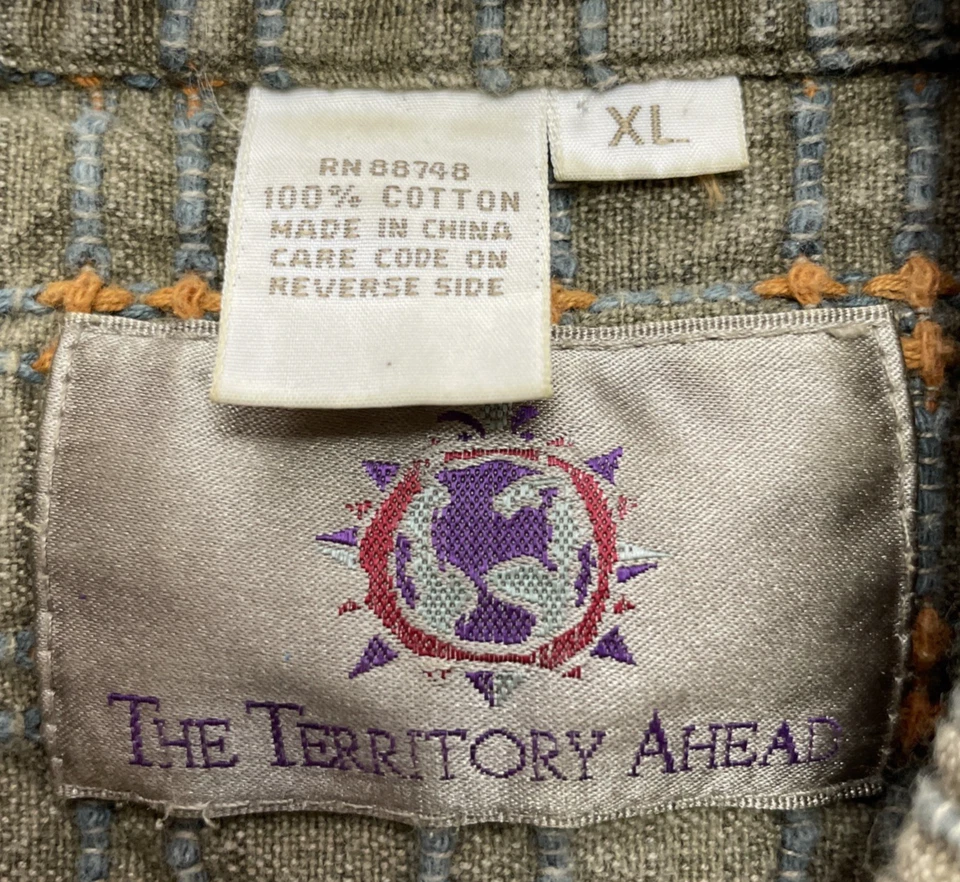 XL
RN 88748
100% COTTON
MADE IN CHINA
CARE CODE ON
REVERSE SIDE
THE TERRITORY AHEAD